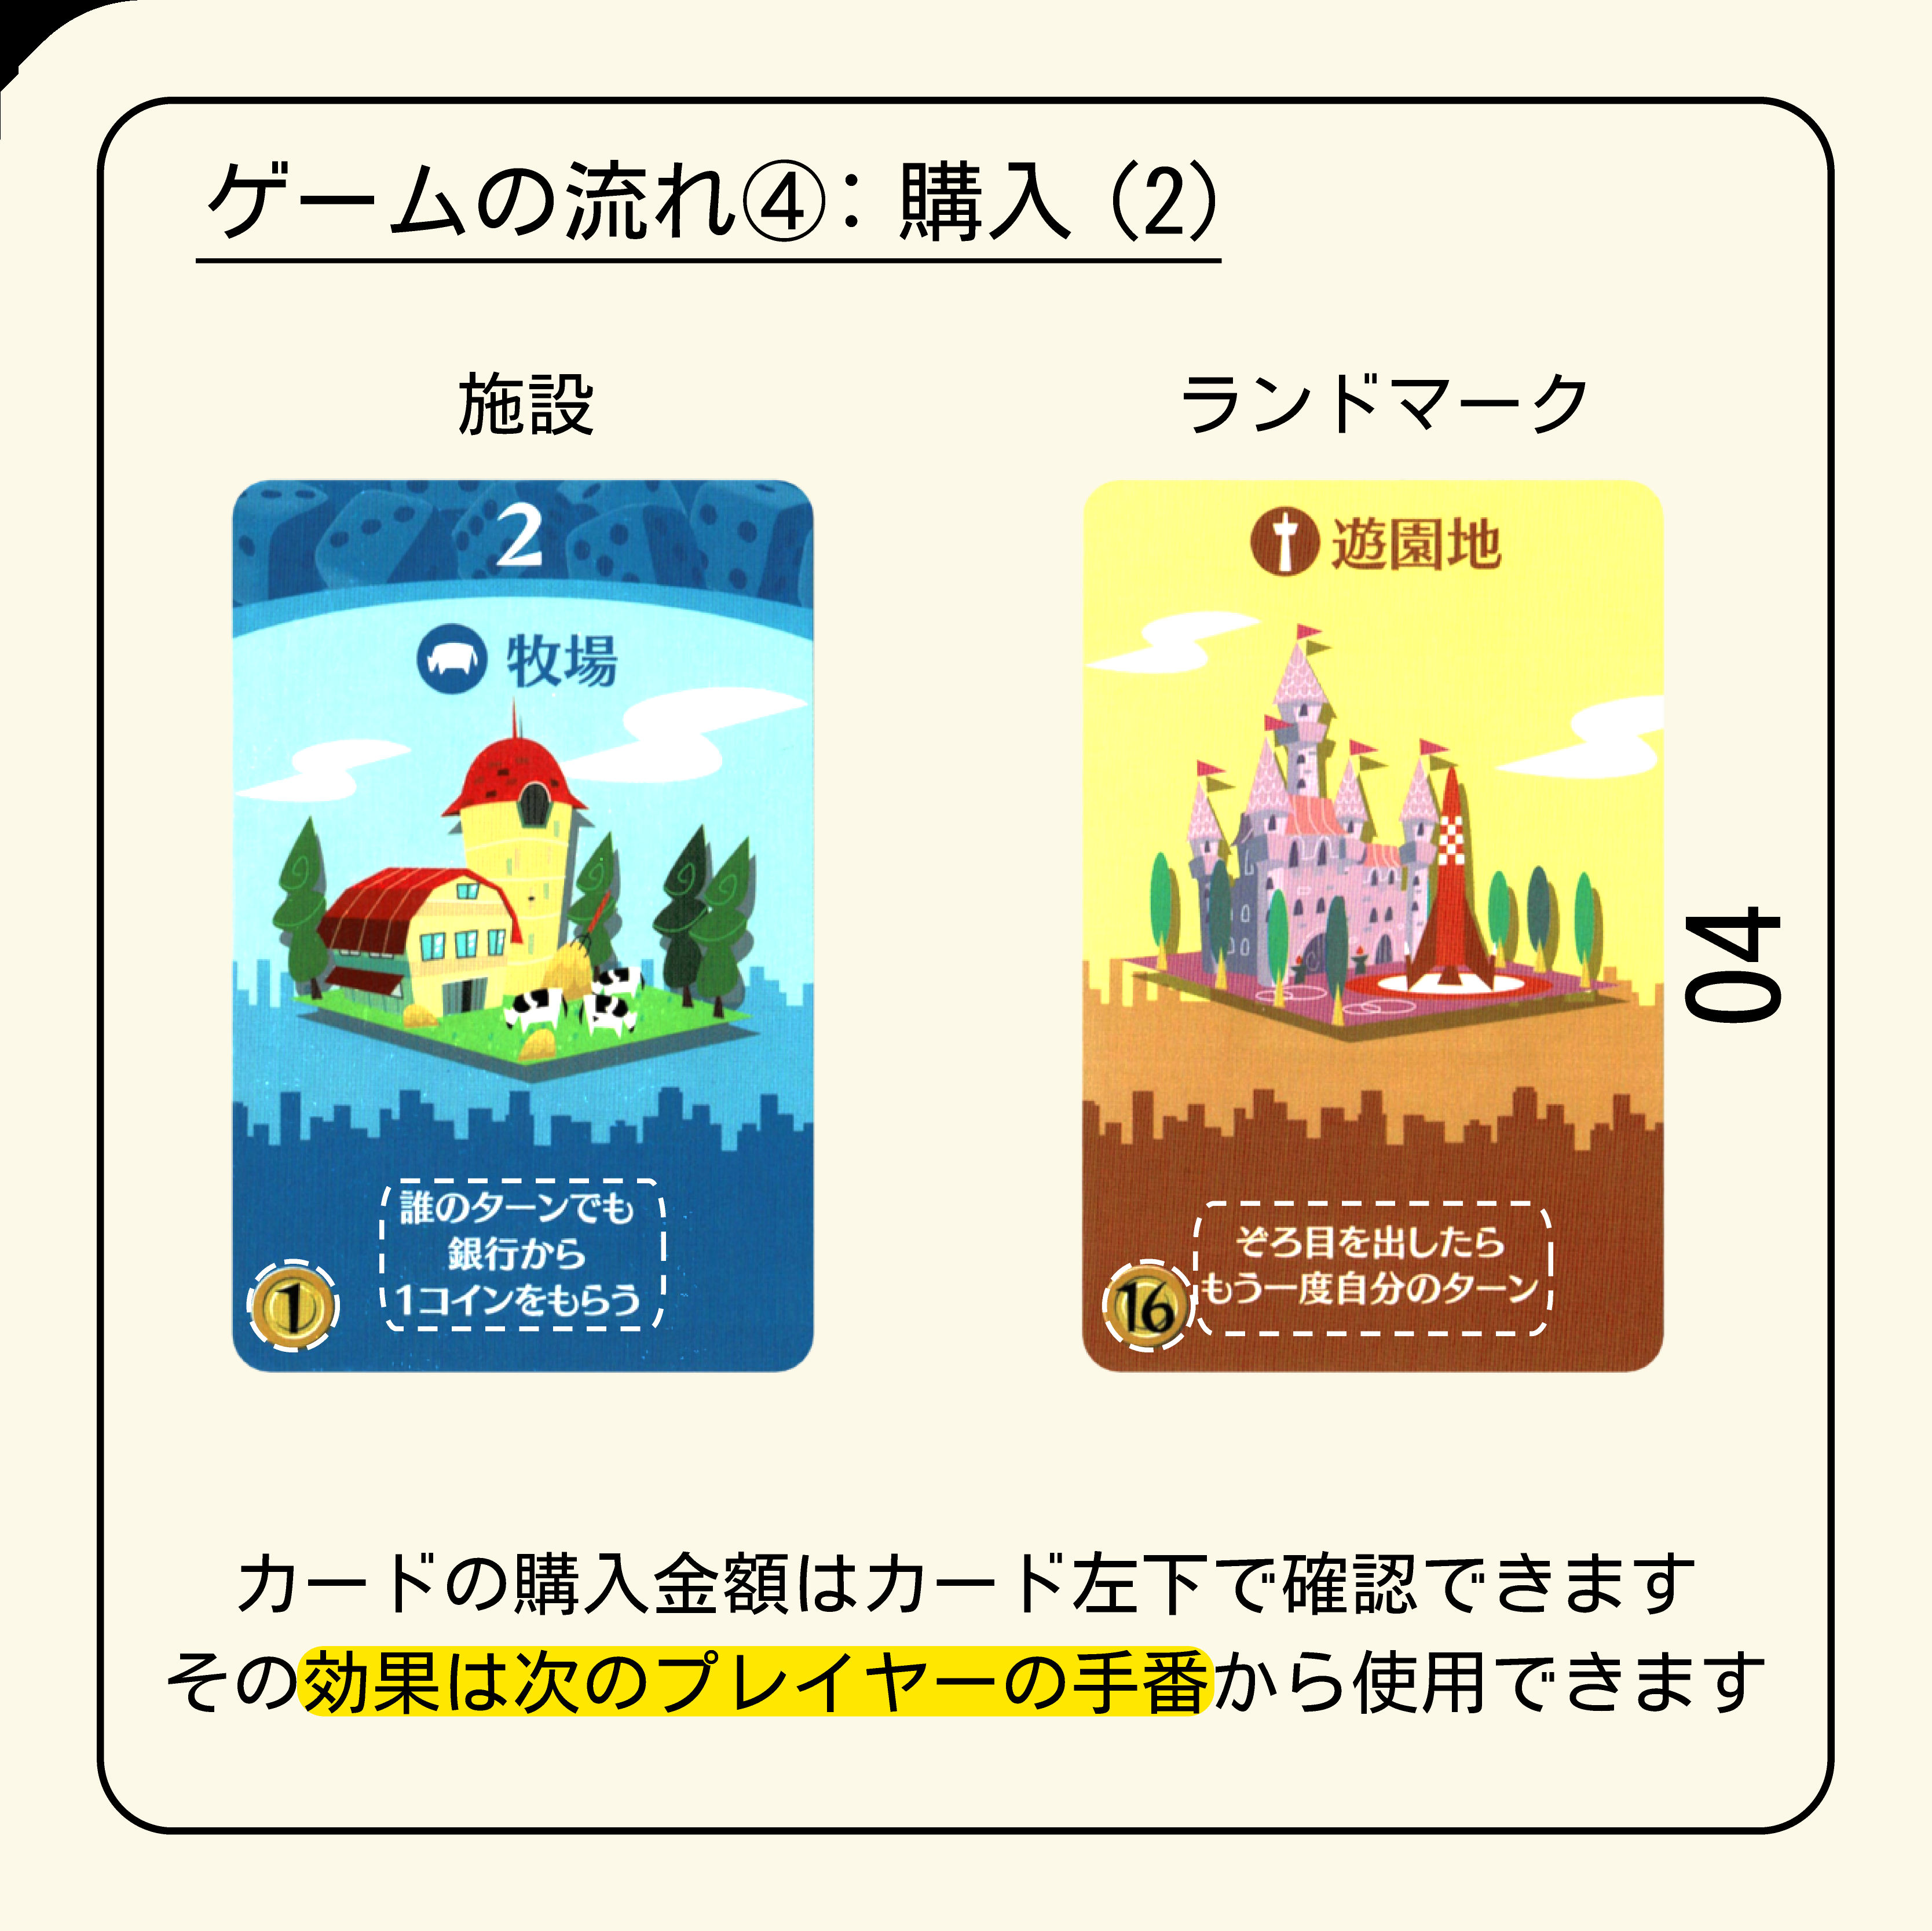 ゲームの流れ④：購入（2）
施設
ランドマーク
2
牧場
誰のターンでも
銀行から
1コインをもらう
1
遊園地
ぞろ目を出したら
もう一度自分のターン
16
04
カードの購入金額はカード左下で確認できます
その効果は次のプレイヤーの手番から使用できます